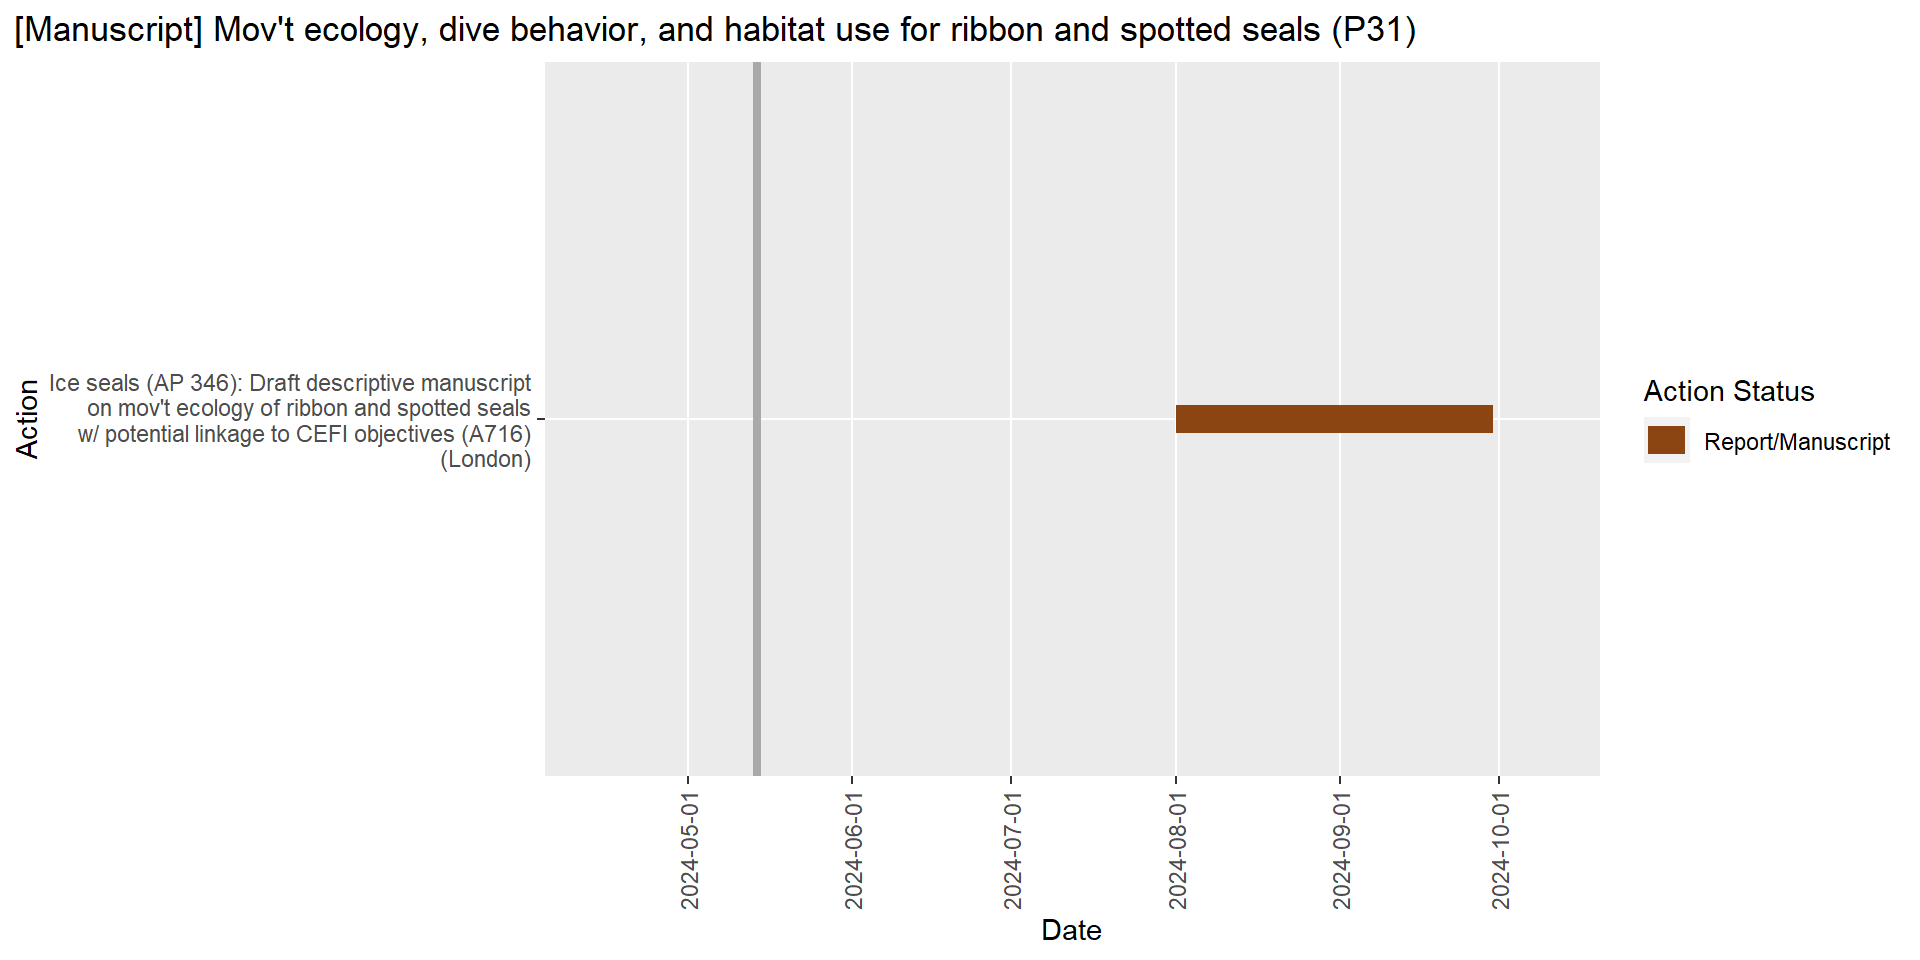 [Manuscript] Mov't ecology, dive behavior, and habitat use for ribbon and spotted seals (P31)
Action
Ice seals (AP 346): Draft descriptive manuscript
on mov't ecology of ribbon and spotted seals
w/ potential linkage to CEFI objectives (A716)
(London)
Action Status
Report/Manuscript
2024-05-01
2024-06-01
2024-07-01
2024-08-01
2024-09-01
2024-10-01
Date